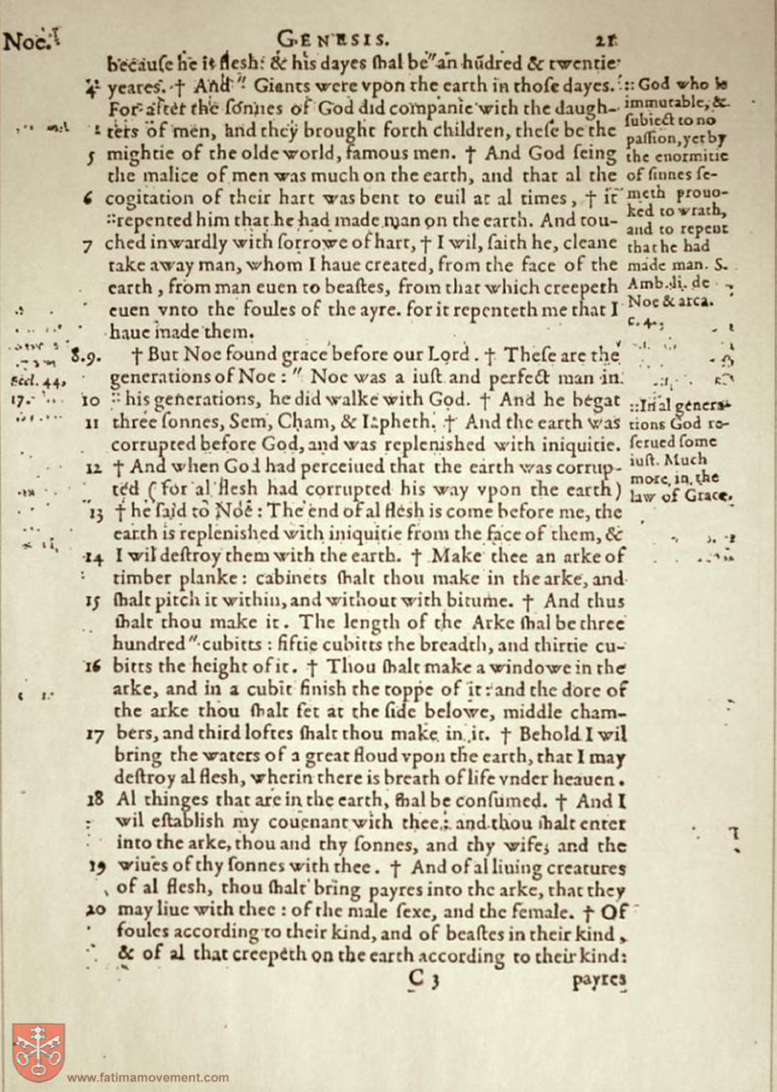 Noe.
GENESIS.
21
becauſe he is fleſh: & his dayes ſhal be" an hūdred & twentie
4 yeares. † And " Giants were vpon the earth in thoſe dayes.
For after the ſonnes of God did companie with the daugh-
ters of men, and they brought forth children, theſe be the
5 mightie of the olde world, famous men. † And God ſeing
the malice of men was much on the earth, and that al the
6 cogitation of their hart was bent to euil at al times, † it
::repented him that he had made man on the earth. And tou-
7 ched inwardly with ſorrowe of hart, † I wil, ſaith he, cleane
take away man, whom I haue created, from the face of the
earth, from man euen to beaſtes, from that which creepeth
euen vnto the foules of the ayre. for it repenteth me that I
haue made them.
8.9. † But Noe found grace before our Lord. † Theſe are the
generations of Noe: " Noe was a iuſt and perfect man in
10 :: his generations, he did walke with God. † And he begat
11 three ſonnes, Sem, Cham, & Iapheth. † And the earth was
corrupted before God, and was repleniſhed with iniquitie.
12 † And when God had perceiued that the earth was corrup-
ted (for al fleſh had corrupted his way vpon the earth)
13 † he ſaid to Noé: The end of al fleſh is come before me, the
earth is repleniſhed with iniquitie from the face of them, &
14 I wil deſtroy them with the earth. † Make thee an arke of
timber planke: cabinets ſhalt thou make in the arke, and
15 ſhalt pitch it within, and without with bitume. † And thus
ſhalt thou make it. The length of the Arke ſhal be three
hundred " cubitts: fiftie cubitts the breadth, and thirtie cu-
16 bitts the height of it. † Thou ſhalt make a windowe in the
arke, and in a cubit finiſh the toppe of it: and the dore of
the arke thou ſhalt ſet at the ſide belowe, middle cham-
17 bers, and third loftes ſhalt thou make in it. † Behold I wil
bring the waters of a great floud vpon the earth, that I may
deſtroy al fleſh, wherin there is breath of life vnder heauen.
18 Al thinges that are in the earth, ſhal be conſumed. † And I
wil eſtabliſh my couenant with thee: and thou ſhalt enter
into the arke, thou and thy ſonnes, and thy wife, and the
19 wiues of thy ſonnes with thee. † And of al liuing creatures
of al fleſh, thou ſhalt bring payres into the arke, that they
20 may liue with thee: of the male ſexe, and the female. † Of
foules according to their kind, and of beaſtes in their kind,
& of al that creepeth on the earth according to their kind:
C 3
payres
Eccl. 44,
17.
:: God who is
immutable, &
ſubiect to no
paſſion, yet by
the enormitie
of ſinnes ſe-
meth prouo-
ked to wrath,
and to repent
that he had
made man. S.
Amb. li. de
Noe & arca.
c. 4.
:: In al genera-
tions God re-
ſerued ſome
iuſt. Much
more, in the
law of Grace.
www.fatimamovement.com